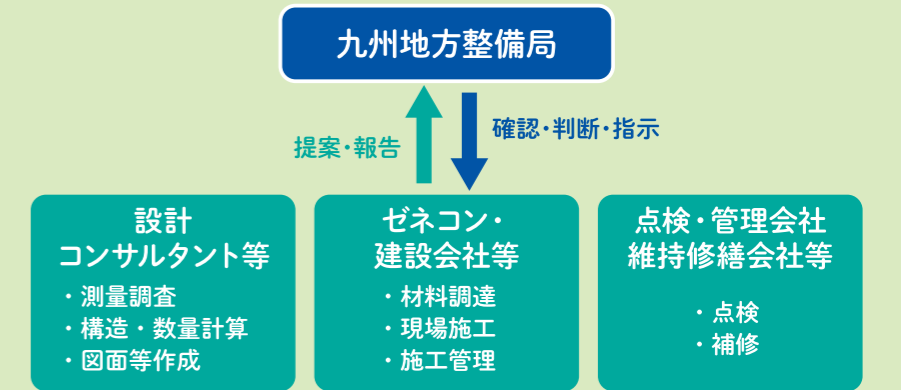 九州地方整備局
提案・報告
確認・判断・指示
設計
コンサルタント等
・測量調査
・構造・数量計算
・図面等作成
ゼネコン・
建設会社等
・材料調達
・現場施工
・施工管理
点検・管理会社
維持修繕会社等
・点検
・補修